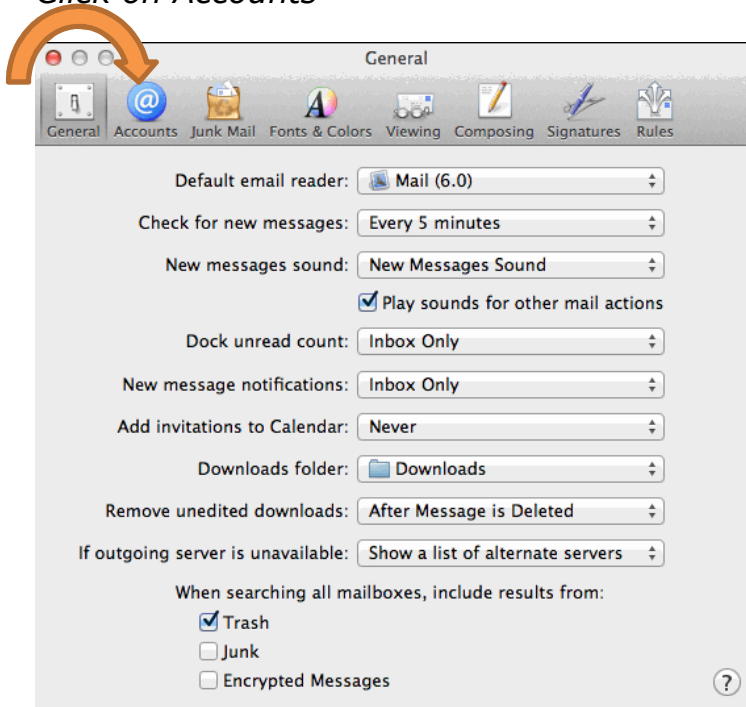 Click on Accounts
General
General Accounts Junk Mail Fonts & Colors Viewing Composing Signatures Rules
Default email reader: Mail (6.0)
Check for new messages: Every 5 minutes
New messages sound: New Messages Sound
Play sounds for other mail actions
Dock unread count: Inbox Only
New message notifications: Inbox Only
Add invitations to Calendar: Never
Downloads folder: Downloads
Remove unedited downloads: After Message is Deleted
If outgoing server is unavailable: Show a list of alternate servers
When searching all mailboxes, include results from:
Trash
Junk
Encrypted Messages
?